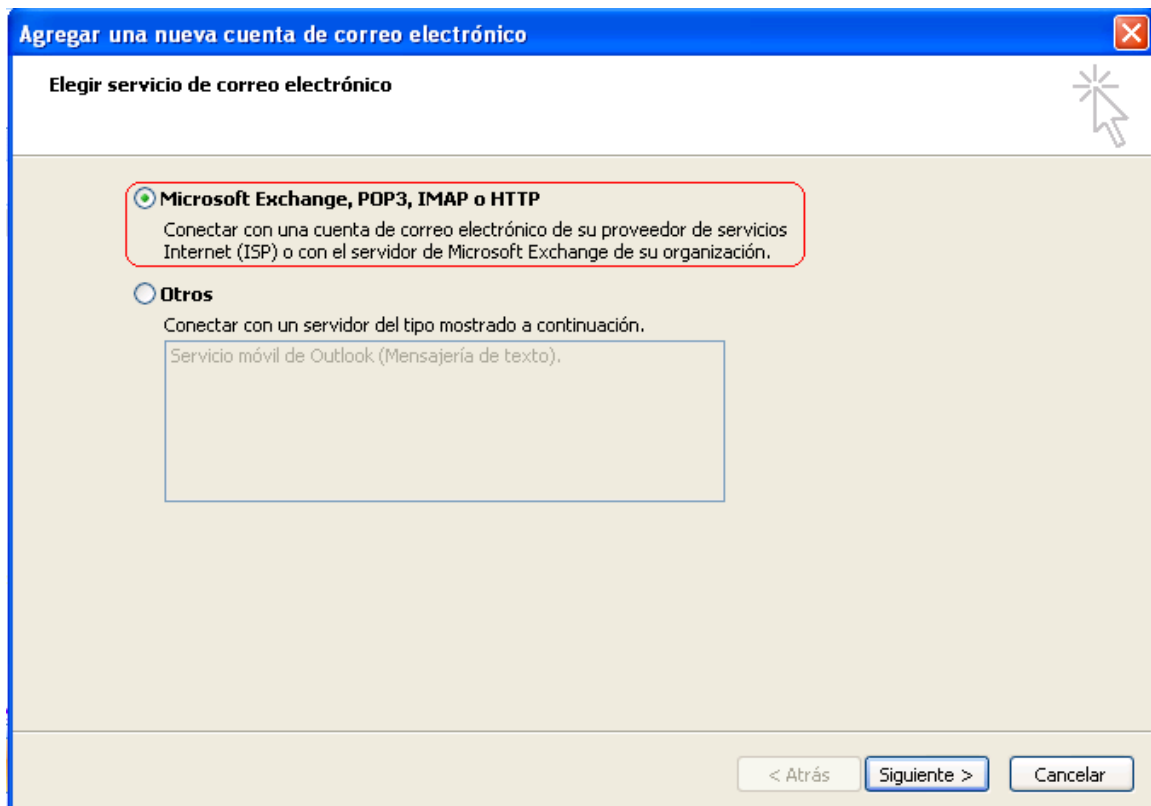 Agregar una nueva cuenta de correo electrónico
Elegir servicio de correo electrónico
Microsoft Exchange, POP3, IMAP o HTTP
Conectar con una cuenta de correo electrónico de su proveedor de servicios
Internet (ISP) o con el servidor de Microsoft Exchange de su organización.
Otros
Conectar con un servidor del tipo mostrado a continuación.
Servicio móvil de Outlook (Mensajería de texto).
< Atrás
Siguiente >
Cancelar